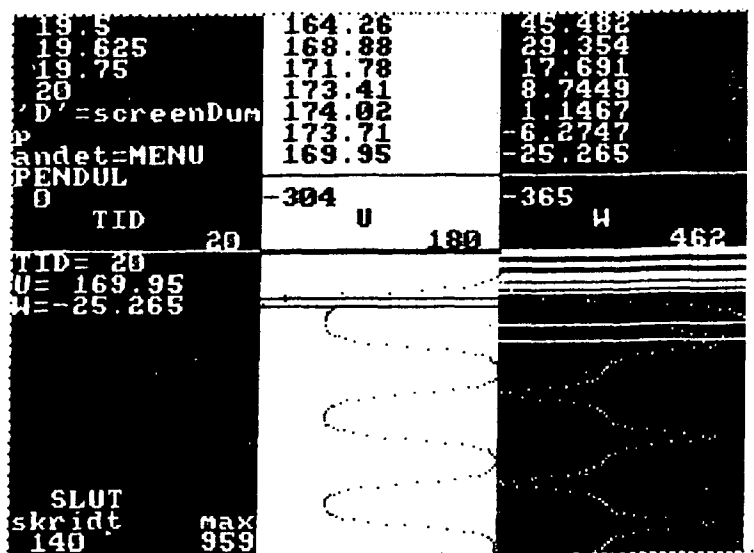 19.5
19.625
19.75
20
'D'=screenDum
p
andet=MENU
PENDUL
0
TID
20
164.26
168.88
171.78
173.41
174.02
173.71
169.95
-304
U
180
45.482
29.354
17.691
8.7449
1.1467
-6.2747
-25.265
-365
W
462
TID= 20
U= 169.95
W=-25.265
SLUT
skridt max
140 959